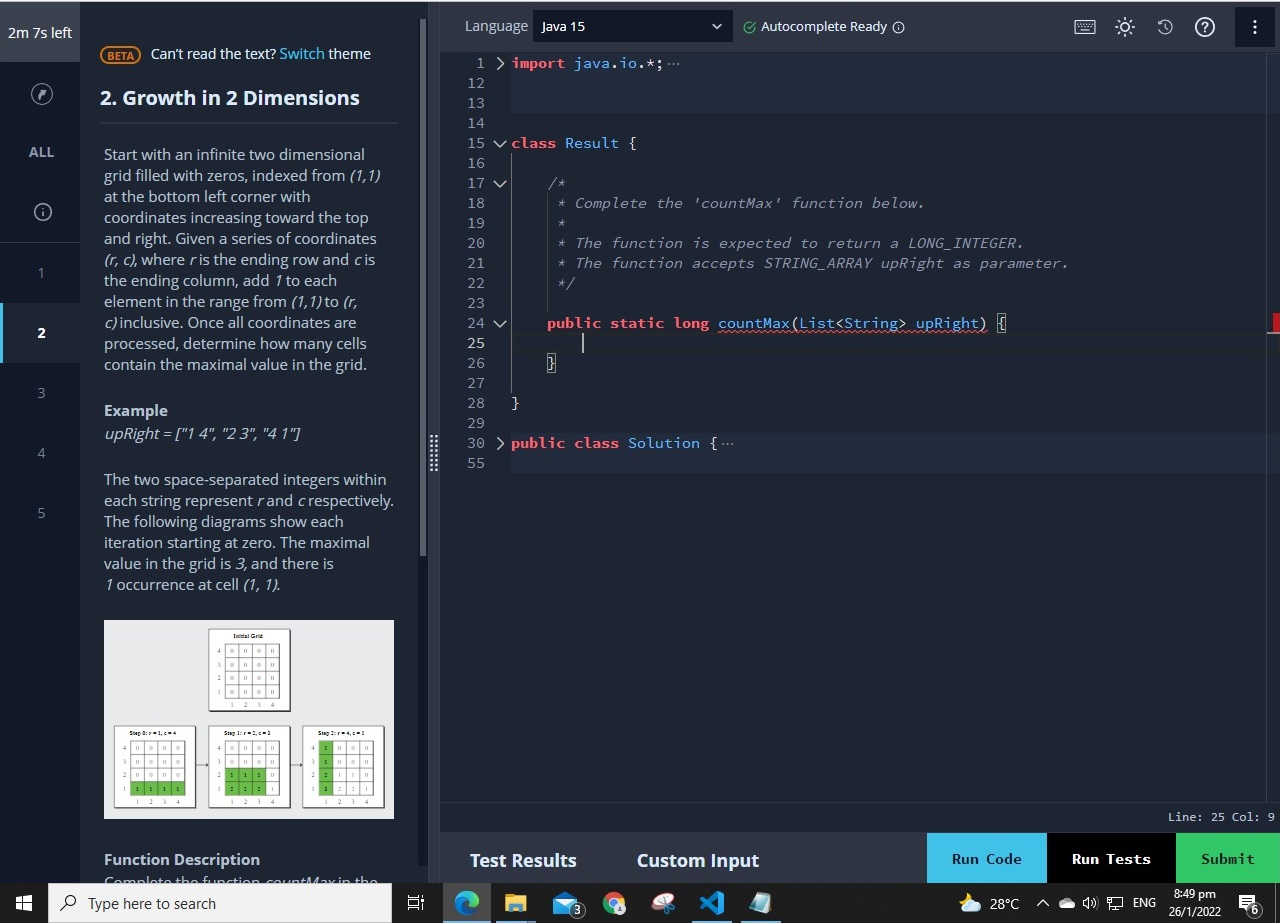 2m 7s left
ALL
1
2
3
4
5
BETA Can't read the text? Switch theme
2. Growth in 2 Dimensions
Start with an infinite two dimensional
grid filled with zeros, indexed from (1,1)
at the bottom left corner with
coordinates increasing toward the top
and right. Given a series of coordinates
(r, c), where r is the ending row and c is
the ending column, add 1 to each
element in the range from (1,1) to (r,
c) inclusive. Once all coordinates are
processed, determine how many cells
contain the maximal value in the grid.
Example
upRight = ["1 4", "2 3", "4 1"]
The two space-separated integers within
each string represent r and c respectively.
The following diagrams show each
iteration starting at zero. The maximal
value in the grid is 3, and there is
1 occurrence at cell (1, 1).
Initial Grid
4 0 0 0 0
3 0 0 0 0
2 0 0 0 0
1 0 0 0 0
1 2 3 4
Step 0: r = 1, c = 4
4 0 0 0 0
3 0 0 0 0
2 0 0 0 0
1 1 1 1 1
1 2 3 4
Step 1: r = 2, c = 3
4 0 0 0 0
3 0 0 0 0
2 1 1 1 0
1 2 2 2 1
1 2 3 4
Step 2: r = 4, c = 1
4 1 0 0 0
3 1 0 0 0
2 2 1 1 0
1 3 2 2 1
1 2 3 4
Function Description
Complete the function countMax in the
Language Java 15 Autocomplete Ready
1 import java.io.*; ...
12
13
14
15 class Result {
16
17 /*
18 * Complete the 'countMax' function below.
19 *
20 * The function is expected to return a LONG_INTEGER.
21 * The function accepts STRING_ARRAY upRight as parameter.
22 */
23
24 public static long countMax(List<String> upRight) {
25
26 }
27
28 }
29
30 public class Solution { ...
55
Line: 25 Col: 9
Test Results Custom Input Run Code Run Tests Submit
Type here to search
3
28°C
ENG
8:49 pm
26/1/2022
6